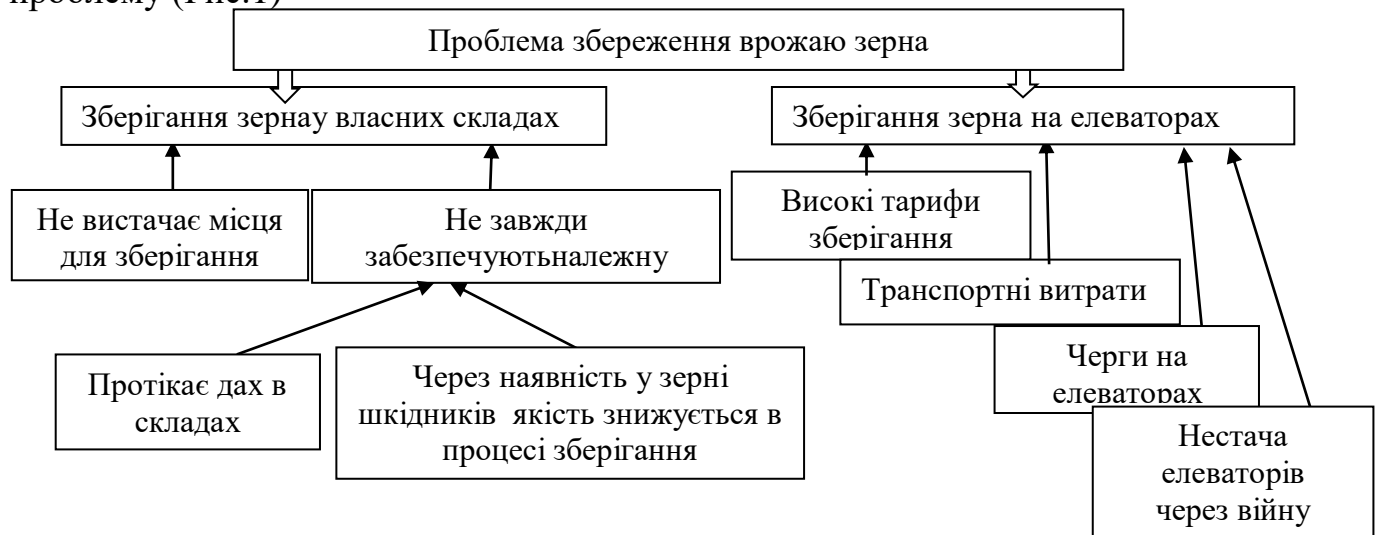 проблему (Рис.1)
Проблема збереження врожаю зерна
Зберігання зернау власних складах
Зберігання зерна на елеваторах
Не вистачає місця
для зберігання
Не завжди
забезпечуютьналежну
Високі тарифи
зберігання
Транспортні витрати
Черги на
елеваторах
Нестача
елеваторів
через війну
Протікає дах в
складах
Через наявність у зерні
шкідників якість знижується в
процесі зберігання